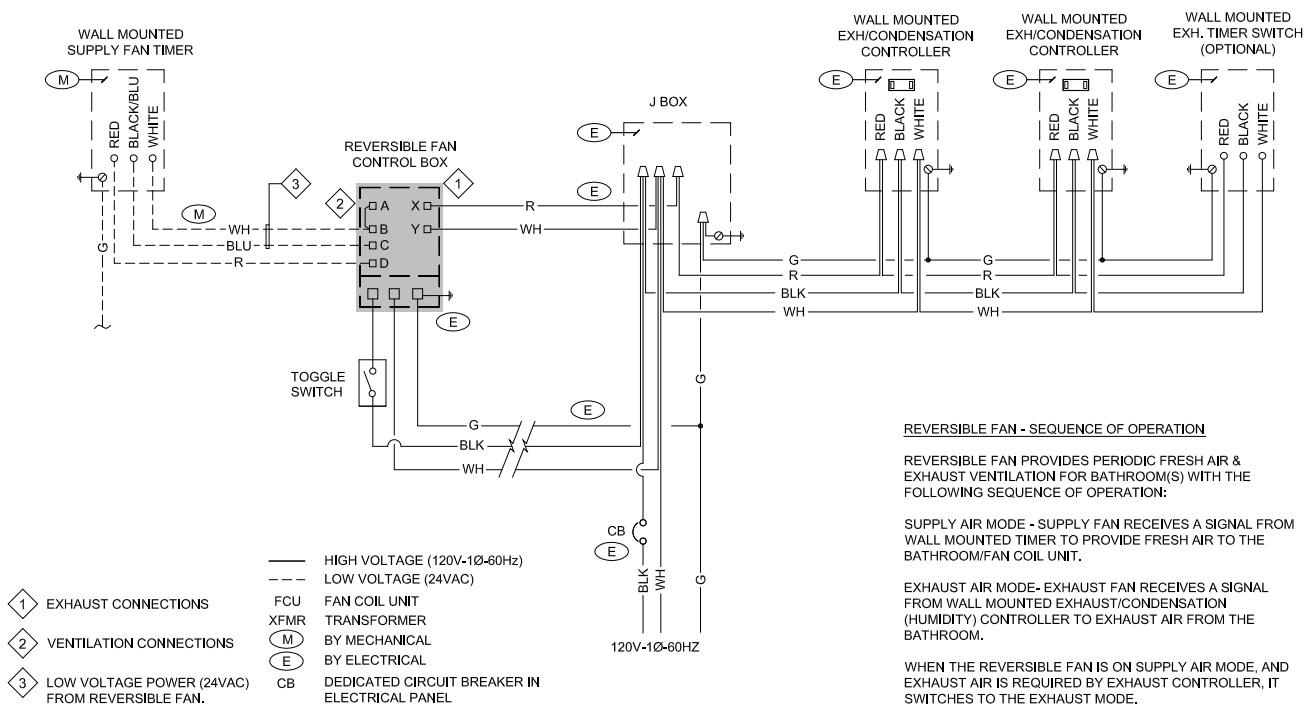 WALL MOUNTED
SUPPLY FAN TIMER
M
RED
BLACK/BLU
WHITE
G
M
WH
BLU
R
3
REVERSIBLE FAN
CONTROL BOX
2
1
A
B
C
D
X
Y
E
R
WH
J BOX
E
E
WALL MOUNTED
EXH/CONDENSATION
CONTROLLER
E
RED
BLACK
WHITE
WALL MOUNTED
EXH/CONDENSATION
CONTROLLER
E
RED
BLACK
WHITE
WALL MOUNTED
EXH. TIMER SWITCH
(OPTIONAL)
E
RED
BLACK
WHITE
G
R
BLK
WH
G
R
BLK
WH
TOGGLE
SWITCH
G
BLK
WH
E
G
CB
E
BLK
WH
G
120V-1Ø-60HZ
1 EXHAUST CONNECTIONS
2 VENTILATION CONNECTIONS
3 LOW VOLTAGE POWER (24VAC)
FROM REVERSIBLE FAN.
HIGH VOLTAGE (120V-1Ø-60Hz)
LOW VOLTAGE (24VAC)
FCU FAN COIL UNIT
XFMR TRANSFORMER
M BY MECHANICAL
E BY ELECTRICAL
CB DEDICATED CIRCUIT BREAKER IN
ELECTRICAL PANEL
REVERSIBLE FAN - SEQUENCE OF OPERATION
REVERSIBLE FAN PROVIDES PERIODIC FRESH AIR &
EXHAUST VENTILATION FOR BATHROOM(S) WITH THE
FOLLOWING SEQUENCE OF OPERATION:
SUPPLY AIR MODE - SUPPLY FAN RECEIVES A SIGNAL FROM
WALL MOUNTED TIMER TO PROVIDE FRESH AIR TO THE
BATHROOM/FAN COIL UNIT.
EXHAUST AIR MODE- EXHAUST FAN RECEIVES A SIGNAL
FROM WALL MOUNTED EXHAUST/CONDENSATION
(HUMIDITY) CONTROLLER TO EXHAUST AIR FROM THE
BATHROOM.
WHEN THE REVERSIBLE FAN IS ON SUPPLY AIR MODE, AND
EXHAUST AIR IS REQUIRED BY EXHAUST CONTROLLER, IT
SWITCHES TO THE EXHAUST MODE.